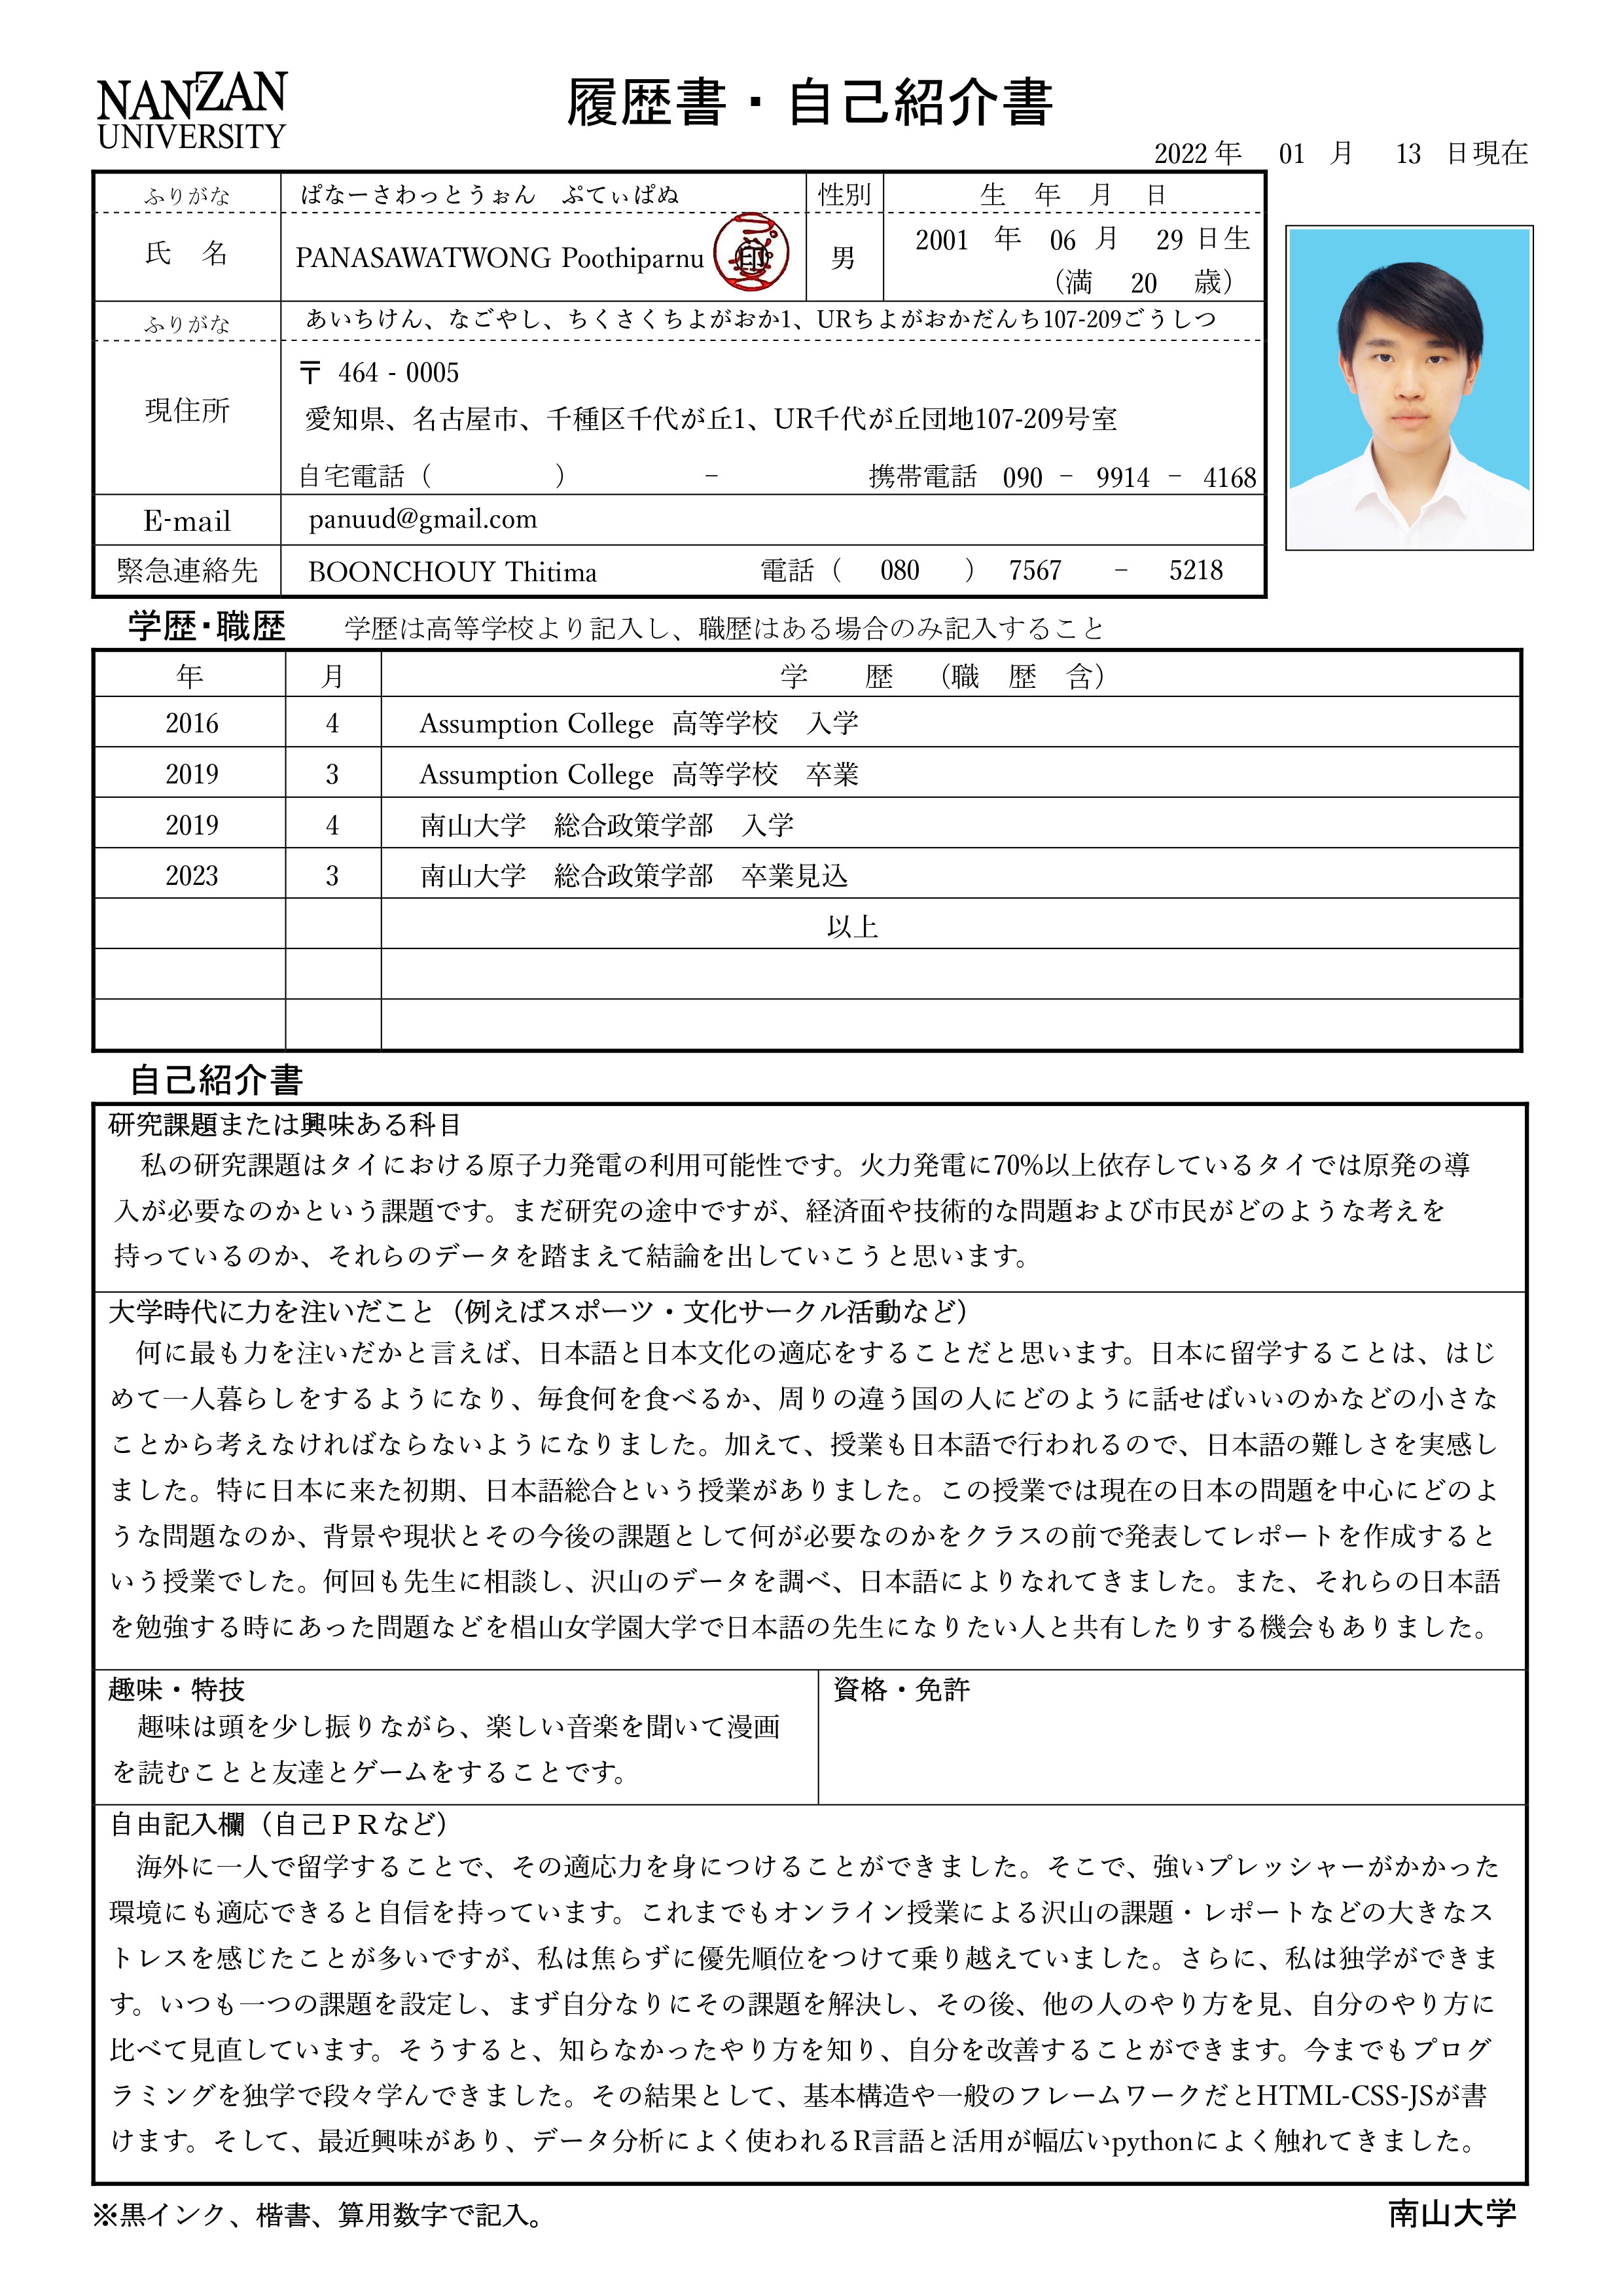 NANZAN
UNIVERSITY
履歴書・自己紹介書
2022 年 01 月 13 日現在
ふりがな ぱなーさわっとうぉん ぷてぃぱぬ 性別 生 年 月 日
氏 名 PANASAWATWONG Poothiparnu 印 男 2001 年 06 月 29 日生
（満 20 歳）
ふりがな あいちけん、なごやし、ちくさくちよがおか1、URちよがおかだんち107-209ごうしつ
〒 464 - 0005
現住所 愛知県、名古屋市、千種区千代が丘1、UR千代が丘団地107-209号室
自宅電話（ ） − 携帯電話 090 − 9914 − 4168
E-mail panuud@gmail.com
緊急連絡先 BOONCHOUY Thitima 電話（ 080 ） 7567 − 5218
学歴・職歴 学歴は高等学校より記入し、職歴はある場合のみ記入すること
年 月 学 歴 （職 歴 含）
2016 4 Assumption College 高等学校 入学
2019 3 Assumption College 高等学校 卒業
2019 4 南山大学 総合政策学部 入学
2023 3 南山大学 総合政策学部 卒業見込
以上
自己紹介書
研究課題または興味ある科目
私の研究課題はタイにおける原子力発電の利用可能性です。火力発電に70%以上依存しているタイでは原発の導
入が必要なのかという課題です。まだ研究の途中ですが、経済面や技術的な問題および市民がどのような考えを
持っているのか、それらのデータを踏まえて結論を出していこうと思います。
大学時代に力を注いだこと（例えばスポーツ・文化サークル活動など）
何に最も力を注いだかと言えば、日本語と日本文化の適応をすることだと思います。日本に留学することは、はじ
めて一人暮らしをするようになり、毎食何を食べるか、周りの違う国の人にどのように話せばいいのかなどの小さな
ことから考えなければならないようになりました。加えて、授業も日本語で行われるので、日本語の難しさを実感し
ました。特に日本に来た初期、日本語総合という授業がありました。この授業では現在の日本の問題を中心にどのよ
うな問題なのか、背景や現状とその今後の課題として何が必要なのかをクラスの前で発表してレポートを作成すると
いう授業でした。何回も先生に相談し、沢山のデータを調べ、日本語によりなれてきました。また、それらの日本語
を勉強する時にあった問題などを椙山女学園大学で日本語の先生になりたい人と共有したりする機会もありました。
趣味・特技 資格・免許
趣味は頭を少し振りながら、楽しい音楽を聞いて漫画
を読むことと友達とゲームをすることです。
自由記入欄（自己ＰＲなど）
海外に一人で留学することで、その適応力を身につけることができました。そこで、強いプレッシャーがかかった
環境にも適応できると自信を持っています。これまでもオンライン授業による沢山の課題・レポートなどの大きなス
トレスを感じたことが多いですが、私は焦らずに優先順位をつけて乗り越えていました。さらに、私は独学ができま
す。いつも一つの課題を設定し、まず自分なりにその課題を解決し、その後、他の人のやり方を見、自分のやり方に
比べて見直しています。そうすると、知らなかったやり方を知り、自分を改善することができます。今までもプログ
ラミングを独学で段々学んできました。その結果として、基本構造や一般のフレームワークだとHTML-CSS-JSが書
けます。そして、最近興味があり、データ分析によく使われるR言語と活用が幅広いpythonによく触れてきました。
※黒インク、楷書、算用数字で記入。 南山大学